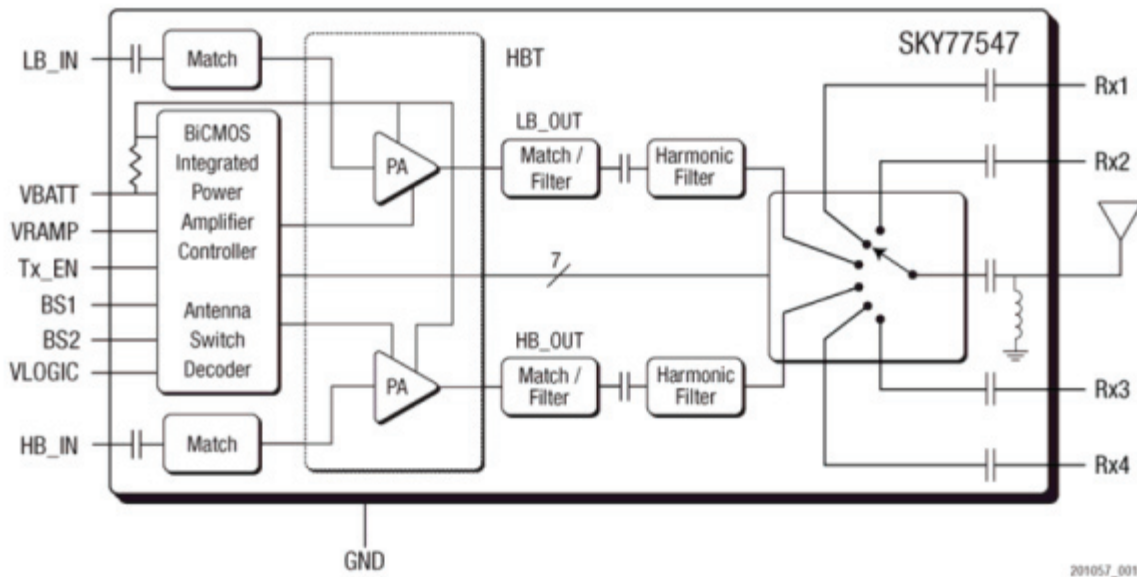 SKY77547
LB_IN
Match
HBT
Rx1
LB_OUT
BiCMOS
Integrated
Power
Amplifier
Controller
Antenna
Switch
Decoder
PA
Match /
Filter
Harmonic
Filter
Rx2
VBATT
VRAMP
Tx_EN
BS1
BS2
VLOGIC
7
HB_OUT
PA
Match /
Filter
Harmonic
Filter
Rx3
HB_IN
Match
Rx4
GND
201057_001